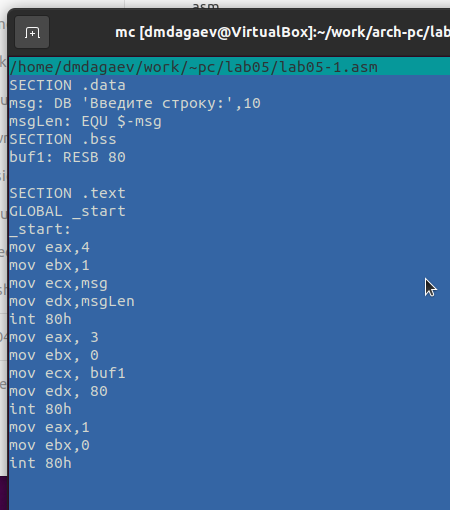 asm
mc [dmdagaev@VirtualBox]:~/work/arch-pc/lab
/home/dmdagaev/work/~pc/lab05/lab05-1.asm
SECTION .data
msg: DB 'Введите строку:',10
msgLen: EQU $-msg
SECTION .bss
buf1: RESB 80
SECTION .text
GLOBAL _start
_start:
mov eax,4
mov ebx,1
mov ecx,msg
mov edx,msgLen
int 80h
mov eax, 3
mov ebx, 0
mov ecx, buf1
mov edx, 80
int 80h
mov eax,1
mov ebx,0
int 80h